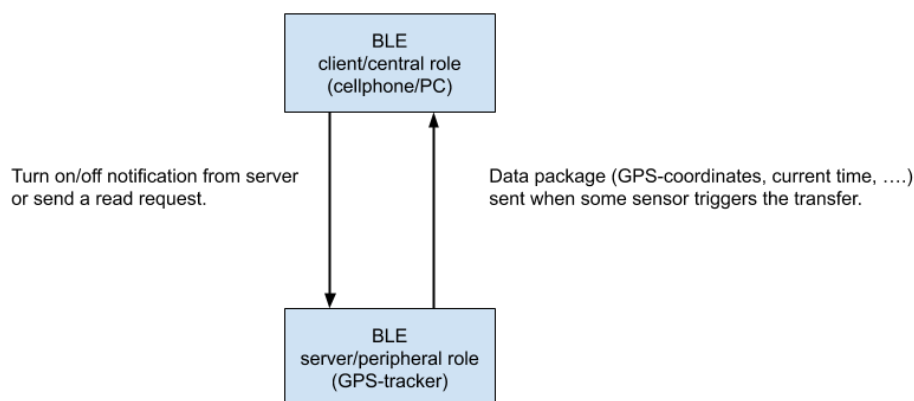 BLE
client/central role
(cellphone/PC)
Turn on/off notification from server
or send a read request.
Data package (GPS-coordinates, current time, ....)
sent when some sensor triggers the transfer.
BLE
server/peripheral role
(GPS-tracker)